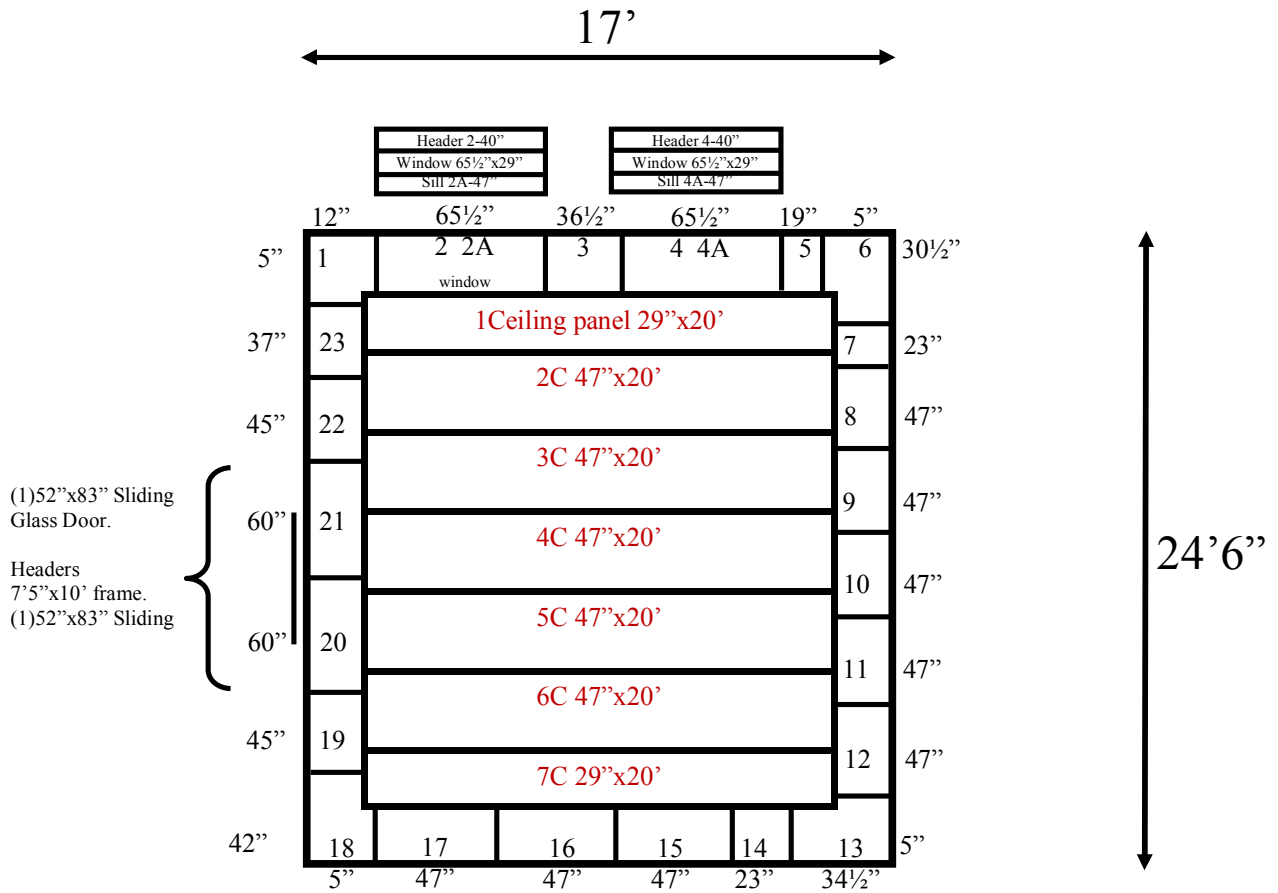 17’
Header 2-40”
Window 65½”x29”
Sill 2A-47”
Header 4-40”
Window 65½”x29”
Sill 4A-47”
12” 65½” 36½” 65½” 19” 5”
5” 1 2 2A 3 4 4A 5 6 30½”
window
1Ceiling panel 29”x20’
37” 23 7 23”
2C 47”x20’
45” 22 8 47”
3C 47”x20’
(1)52”x83” Sliding
Glass Door.
Headers
7’5”x10’ frame.
(1)52”x83” Sliding
60” 21 9 47”
4C 47”x20’
24’6”
10 47”
5C 47”x20’
60” 20
11 47”
6C 47”x20’
45” 19 12 47”
7C 29”x20’
42” 18 17 16 15 14 13 5”
5” 47” 47” 47” 23” 34½”